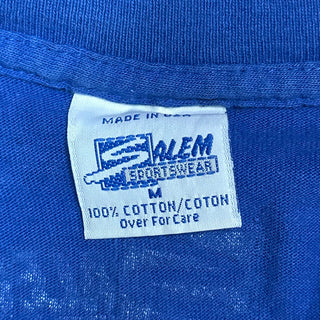 MADE IN USA
SALEM
SPORTSWEAR
M
100% COTTON/COTON
Over For Care